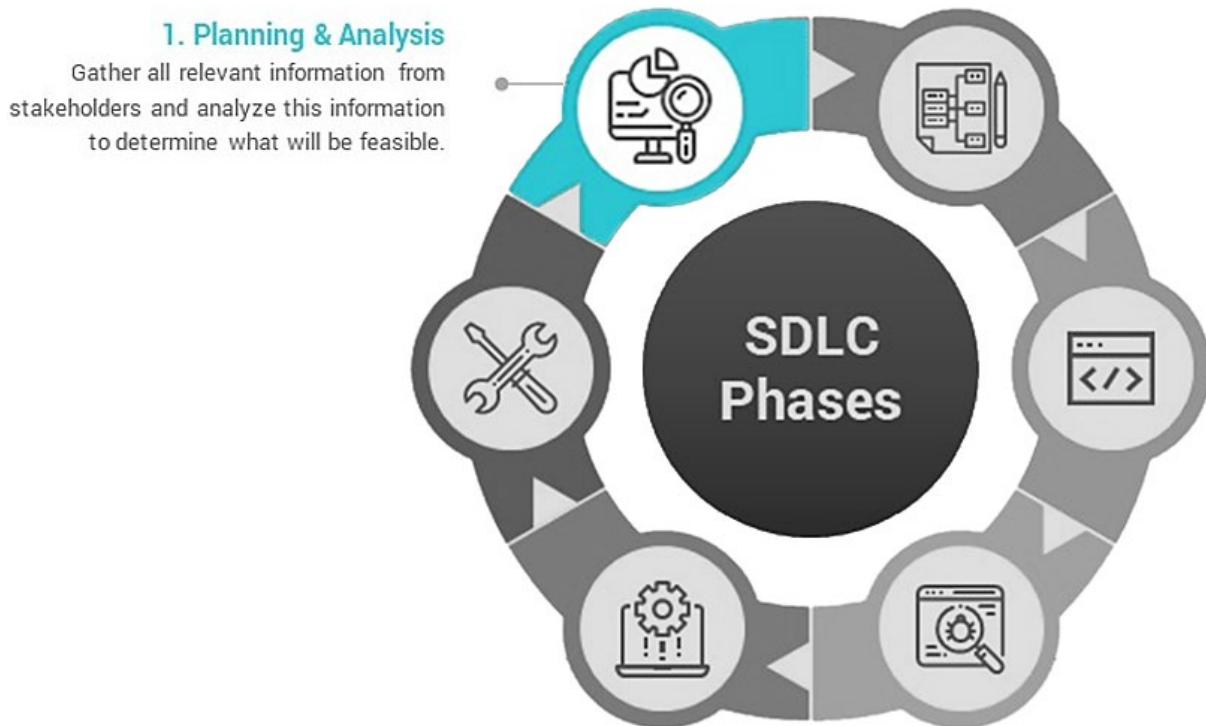 1. Planning & Analysis
Gather all relevant information from
stakeholders and analyze this information
to determine what will be feasible.
SDLC
Phases